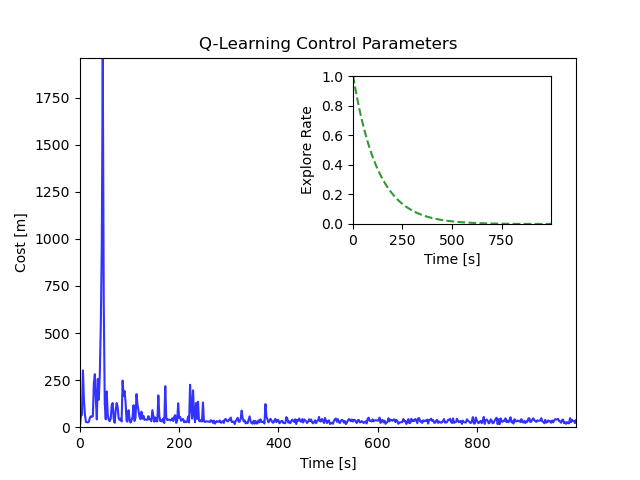 Q-Learning Control Parameters
Cost [m]
1750
1500
1250
1000
750
500
250
0
0 200 400 600 800
Time [s]
Explore Rate
1.0
0.8
0.6
0.4
0.2
0.0
0 250 500 750
Time [s]